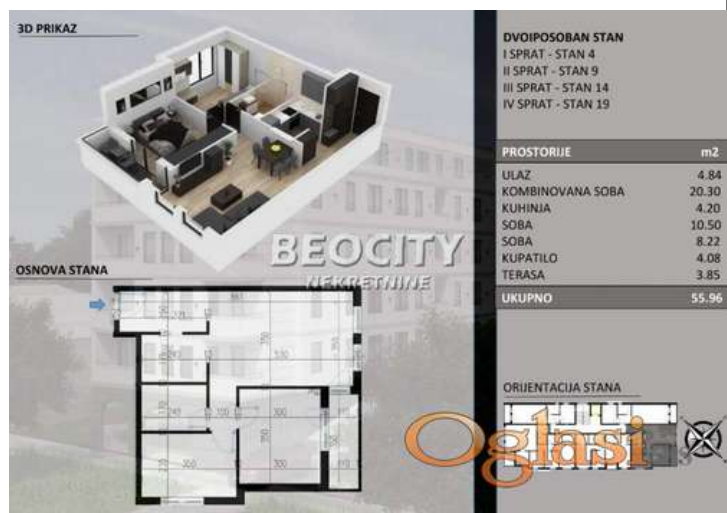 3D PRIKAZ
BEOCITY
NEKRETNINE
OSNOVA STANA
DVOIPOSOBAN STAN
I SPRAT - STAN 4
II SPRAT - STAN 9
III SPRAT - STAN 14
IV SPRAT - STAN 19
PROSTORIJE m2
ULAZ 4.84
KOMBINOVANA SOBA 20.30
KUHINJA 4.20
SOBA 10.50
SOBA 8.22
KUPATILO 4.08
TERASA 3.85
UKUPNO 55.96
ORIJENTACIJA STANA
Oglasi